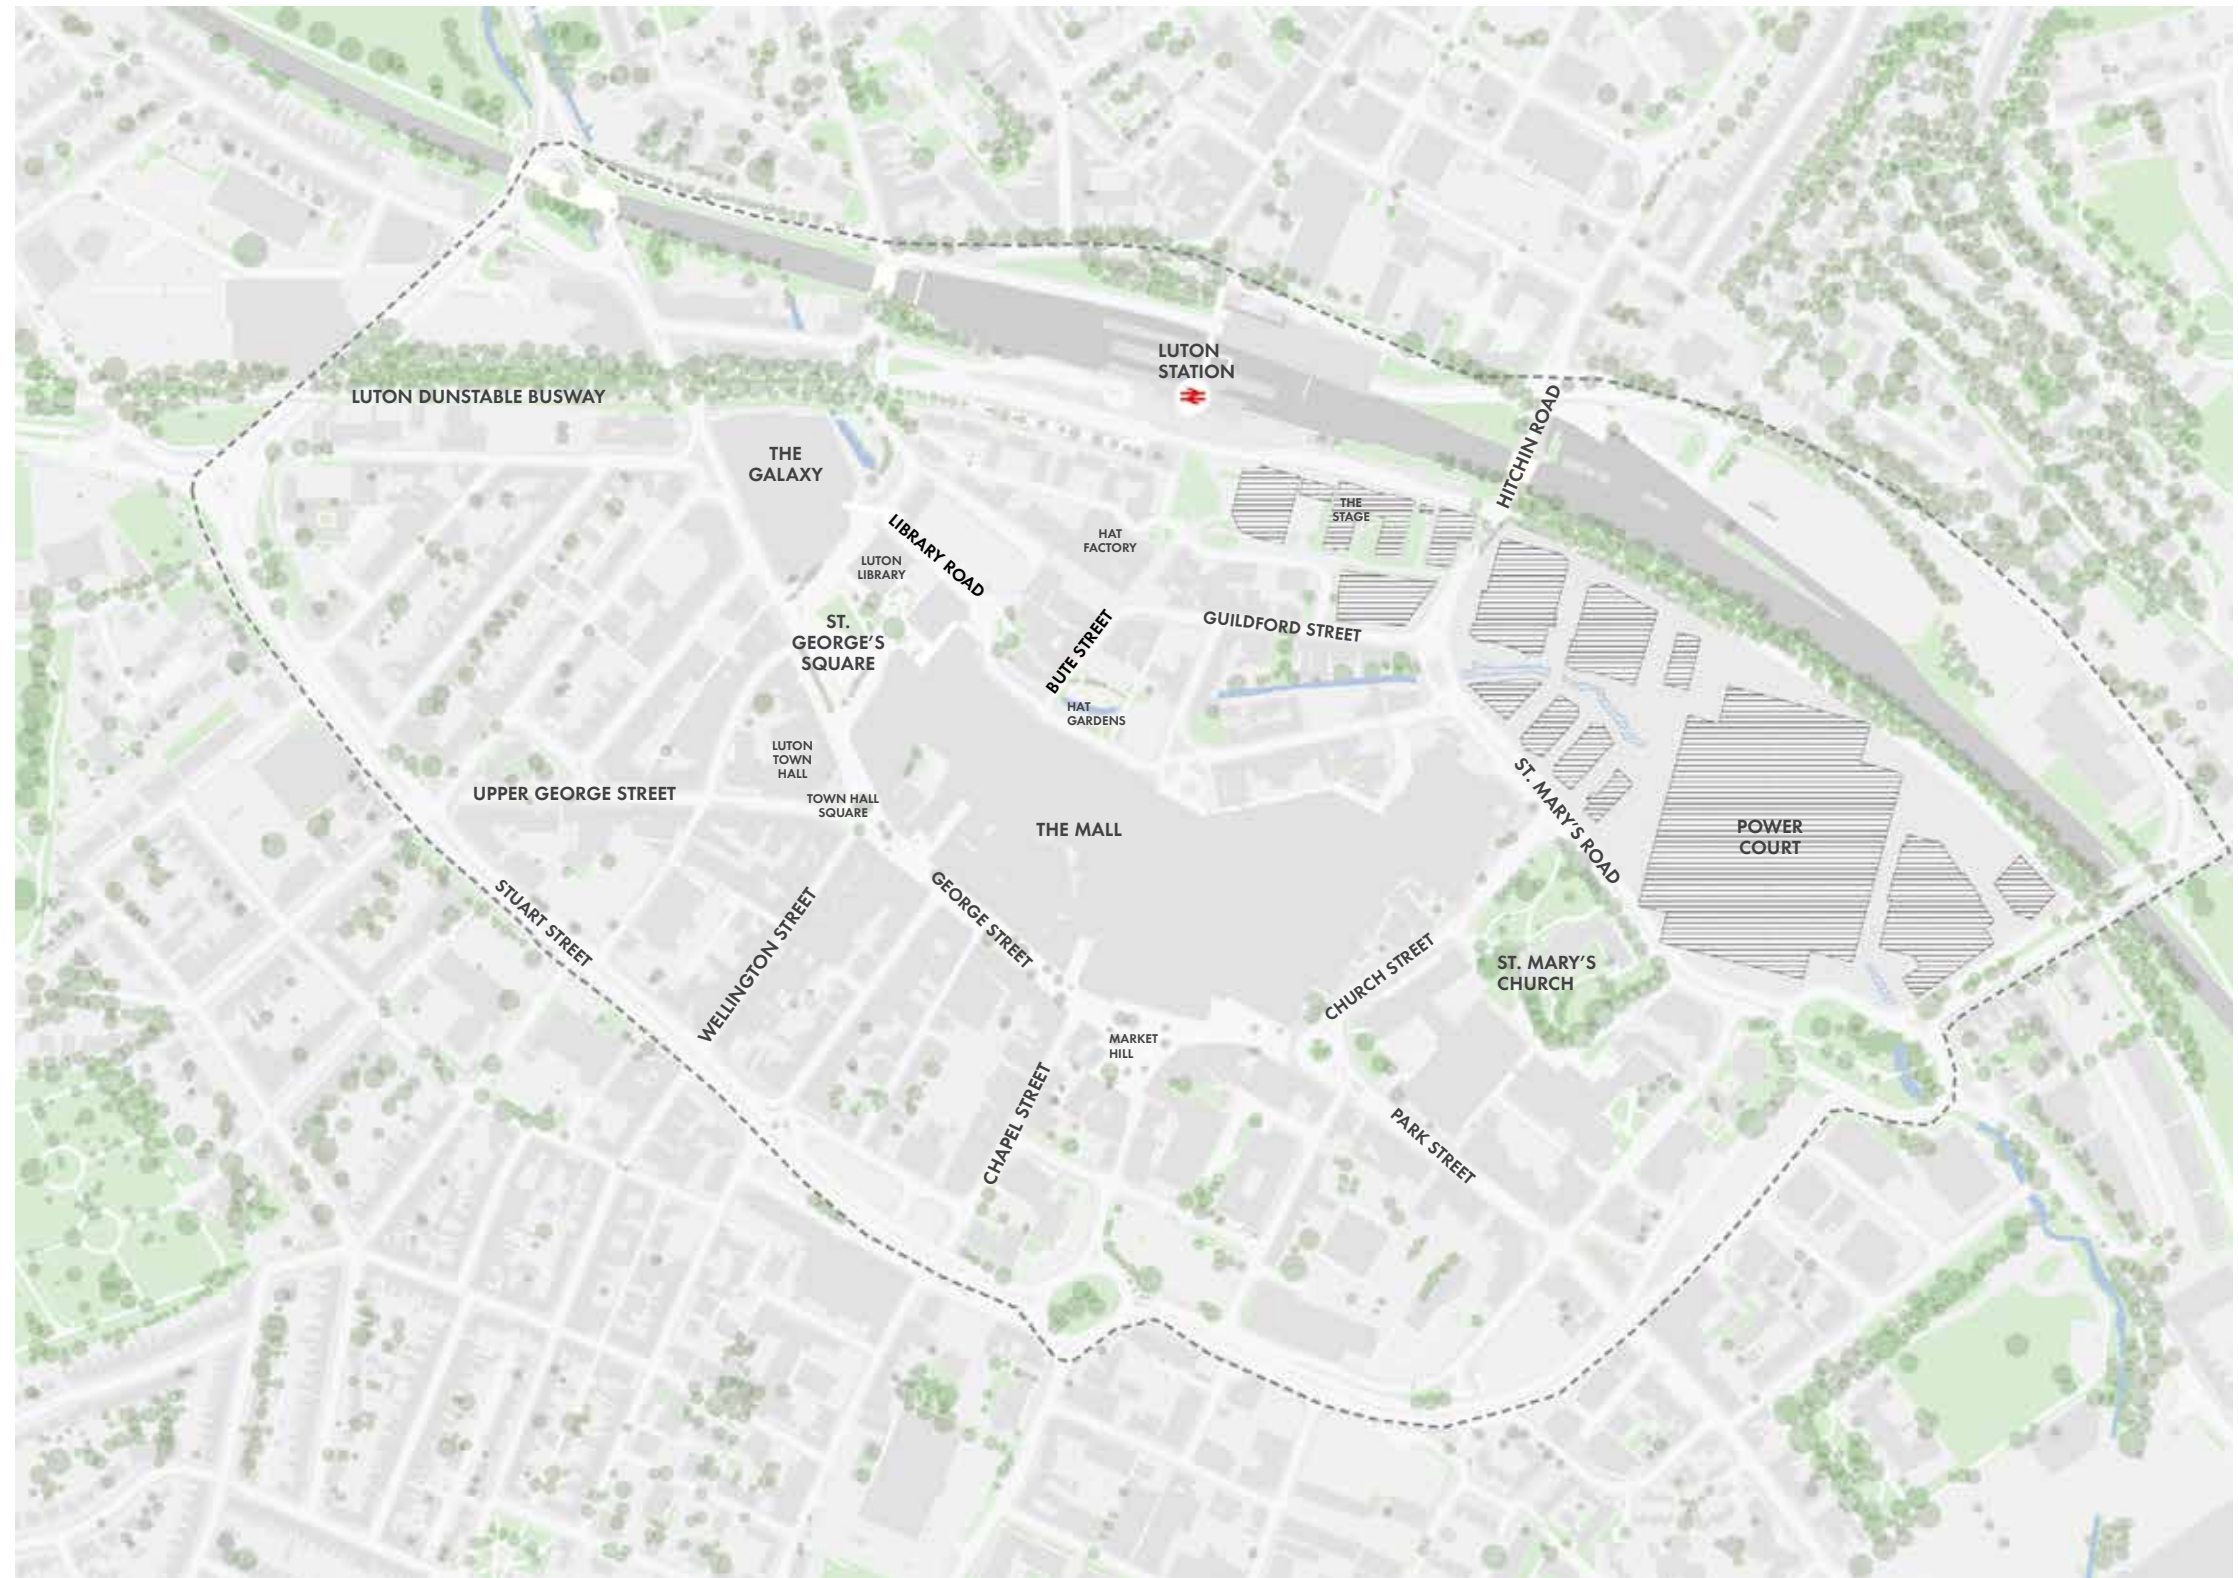 LUTON
STATION
HITCHIN ROAD
LUTON DUNSTABLE BUSWAY
THE
GALAXY
THE
STAGE
LIBRARY ROAD
HAT
FACTORY
LUTON
LIBRARY
ST.
GEORGE'S
SQUARE
BUTE STREET
GUILDFORD STREET
HAT
GARDENS
LUTON
TOWN
HALL
UPPER GEORGE STREET
TOWN HALL
SQUARE
THE MALL
ST. MARY'S ROAD
POWER
COURT
STUART STREET
WELLINGTON STREET
GEORGE STREET
CHURCH STREET
ST. MARY'S
CHURCH
MARKET
HILL
CHAPEL STREET
PARK STREET